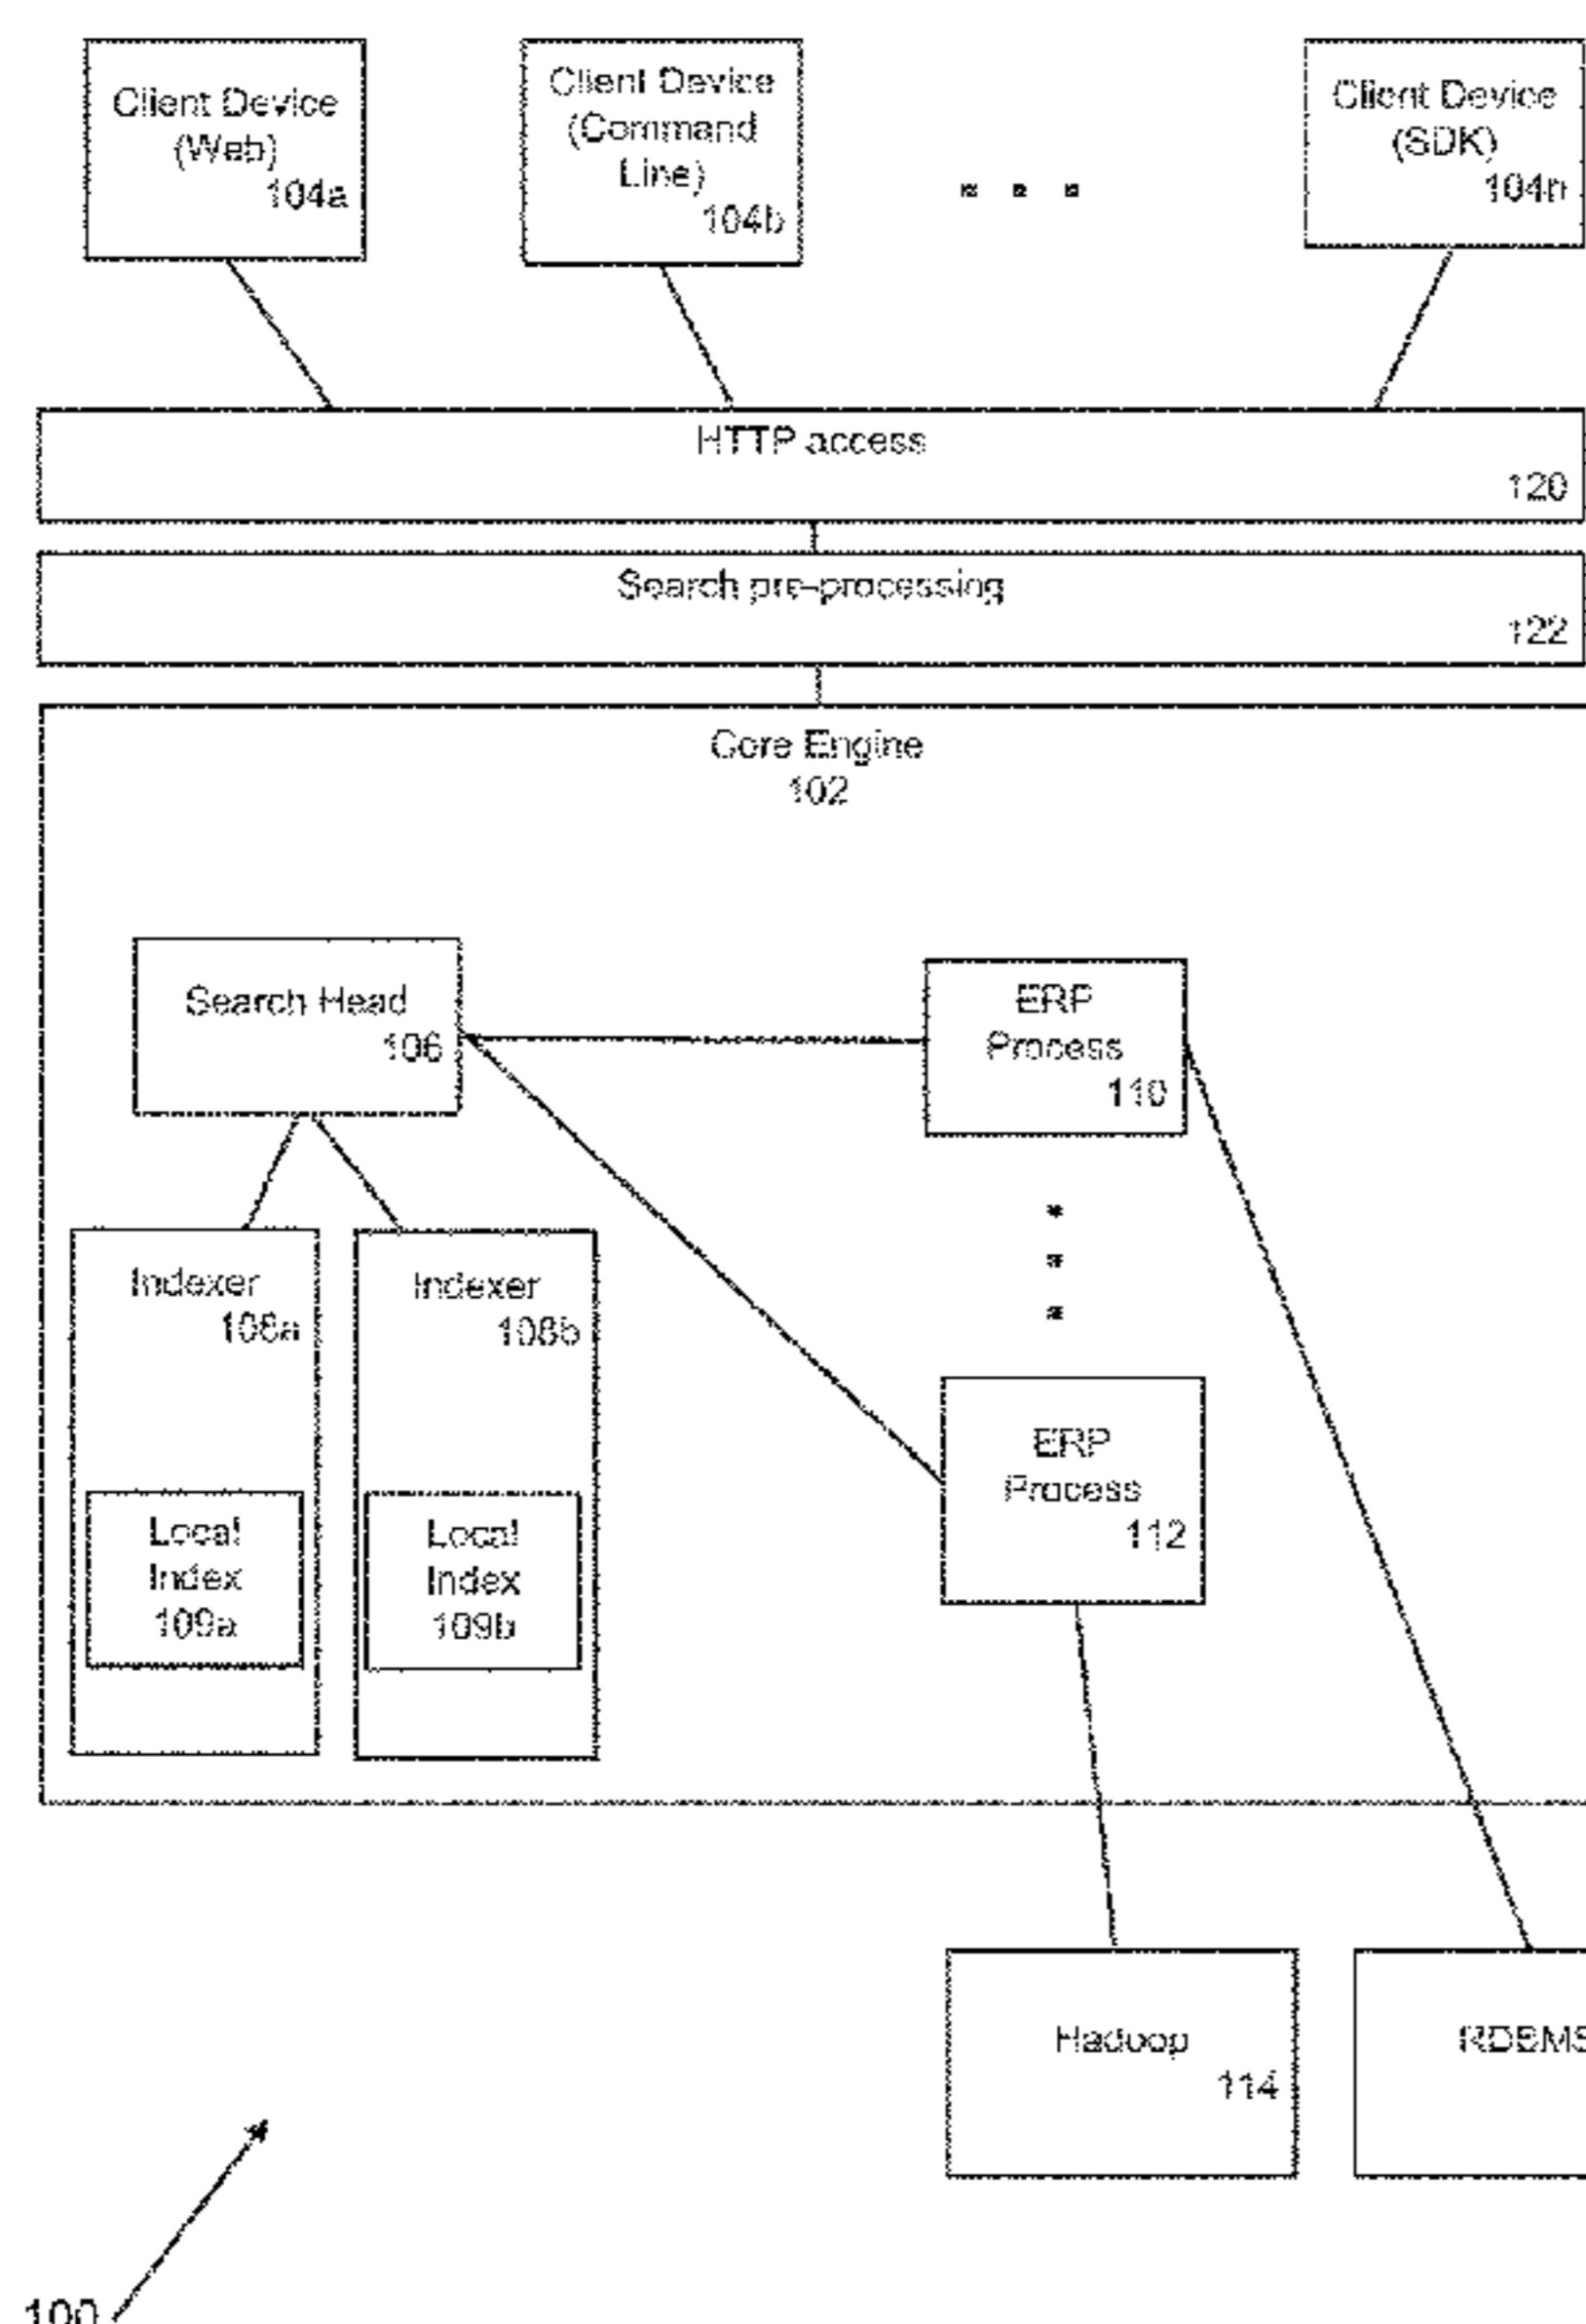 Client Device
(Web)
104a
Client Device
(Command
Line)
104b
Client Device
(SDK)
104n
HTTP access
120
Search pre-processing
122
Core Engine
102
Search Head
106
ERP
Process
110
Indexer
108a
Indexer
108b
ERP
Process
112
Local
Index
109a
Local
Index
109b
Hadoop
114
RDBMS
100